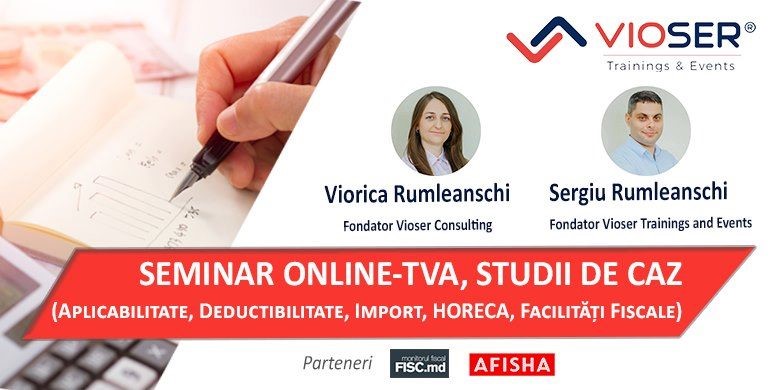 VIOSER®
Trainings & Events
Viorica Rumleanschi
Fondator Vioser Consulting
Sergiu Rumleanschi
Fondator Vioser Trainings and Events
SEMINAR ONLINE-TVA, STUDII DE CAZ
(Aplicabilitate, Deductibilitate, Import, HORECA, Facilități Fiscale)
Parteneri
monitorul fiscal
FISC.md
AFISHA